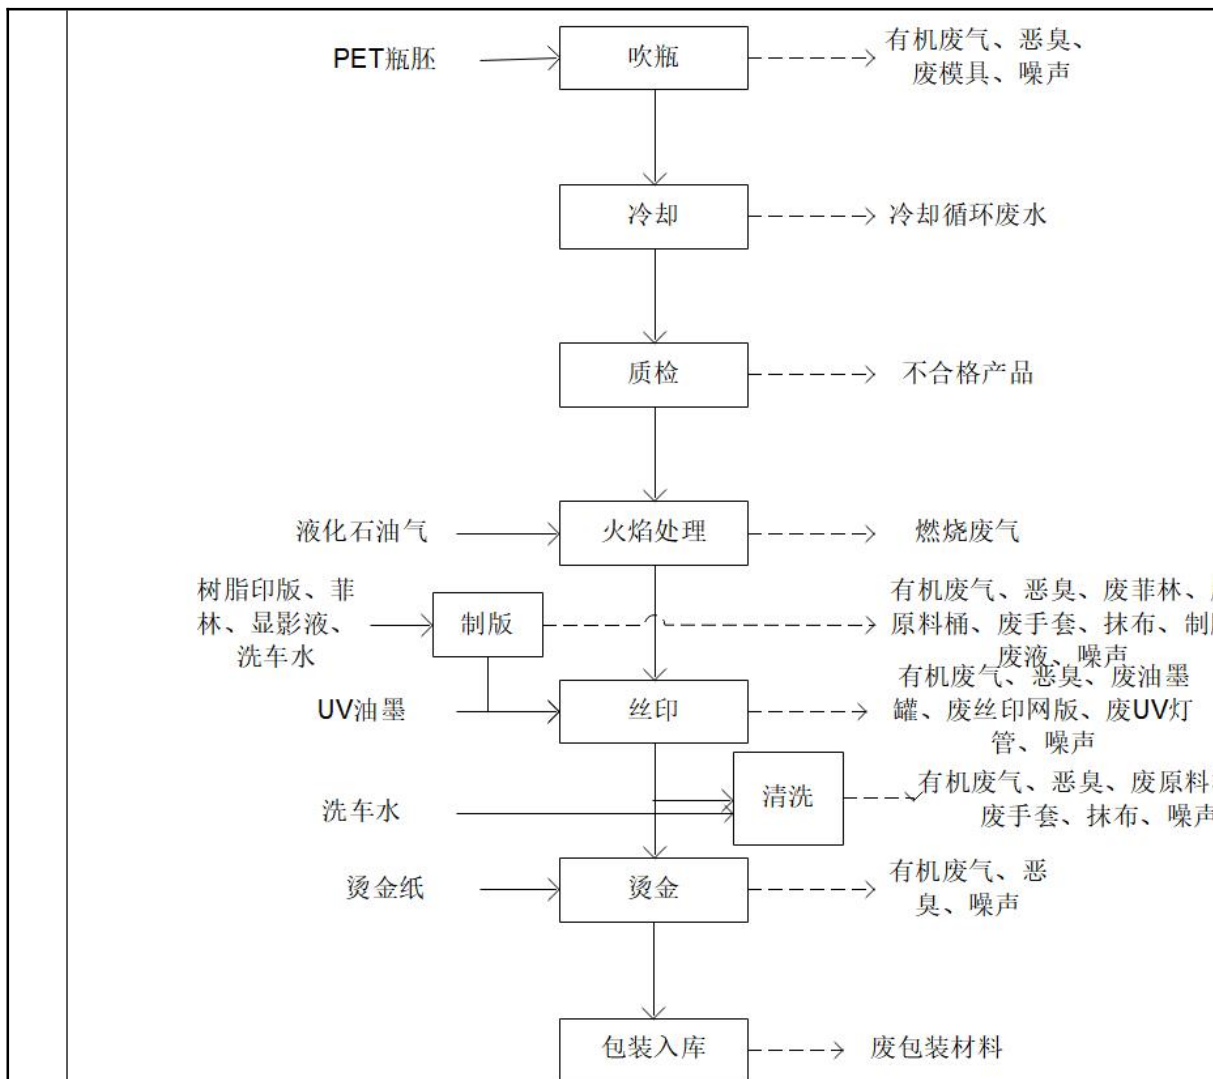 PET瓶胚
吹瓶
有机废气、恶臭、
废模具、噪声
冷却
冷却循环废水
质检
不合格产品
液化石油气
火焰处理
燃烧废气
树脂印版、菲
林、显影液、
洗车水
制版
有机废气、恶臭、废菲林、
原料桶、废手套、抹布、制
废液、噪声
UV油墨
丝印
有机废气、恶臭、废油墨
罐、废丝印网版、废UV灯
管、噪声
洗车水
清洗
有机废气、恶臭、废原料
废手套、抹布、噪声
烫金纸
烫金
有机废气、恶
臭、噪声
包装入库
废包装材料